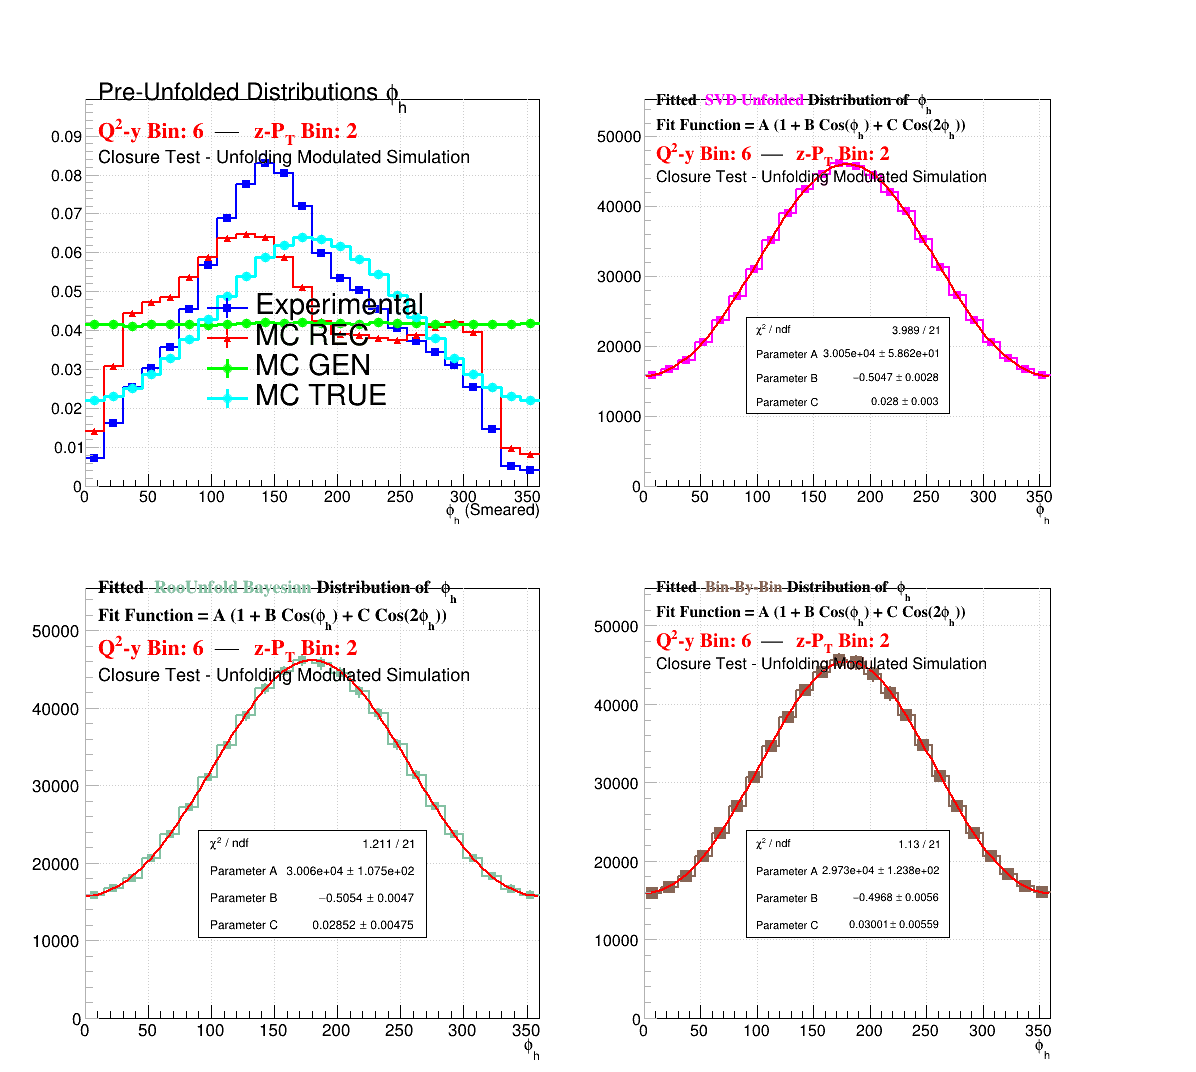 Pre-Unfolded Distributions ϕh
Q²-y Bin: 6 — z-PT Bin: 2
Closure Test - Unfolding Modulated Simulation
0.09
0.08
0.07
0.06
0.05
0.04
0.03
0.02
0.01
0
Experimental
MC REC
MC GEN
MC TRUE
0 50 100 150 200 250 300 350
ϕh (Smeared)
Fitted SVD Unfolded Distribution of ϕh
Fit Function = A (1 + B Cos(ϕh) + C Cos(2ϕh))
Q²-y Bin: 6 — z-PT Bin: 2
Closure Test - Unfolding Modulated Simulation
50000
40000
30000
20000
10000
0
χ² / ndf 3.989 / 21
Parameter A 3.005e+04 ± 5.862e+01
Parameter B −0.5047 ± 0.0028
Parameter C 0.028 ± 0.003
0 50 100 150 200 250 300 350
ϕh
Fitted RooUnfold Bayesian Distribution of ϕh
Fit Function = A (1 + B Cos(ϕh) + C Cos(2ϕh))
Q²-y Bin: 6 — z-PT Bin: 2
Closure Test - Unfolding Modulated Simulation
50000
40000
30000
20000
10000
0
χ² / ndf 1.211 / 21
Parameter A 3.006e+04 ± 1.075e+02
Parameter B −0.5054 ± 0.0047
Parameter C 0.02852 ± 0.00475
0 50 100 150 200 250 300 350
ϕh
Fitted Bin-By-Bin Distribution of ϕh
Fit Function = A (1 + B Cos(ϕh) + C Cos(2ϕh))
Q²-y Bin: 6 — z-PT Bin: 2
Closure Test - Unfolding Modulated Simulation
50000
40000
30000
20000
10000
0
χ² / ndf 1.13 / 21
Parameter A 2.973e+04 ± 1.238e+02
Parameter B −0.4968 ± 0.0056
Parameter C 0.03001 ± 0.00559
0 50 100 150 200 250 300 350
ϕh